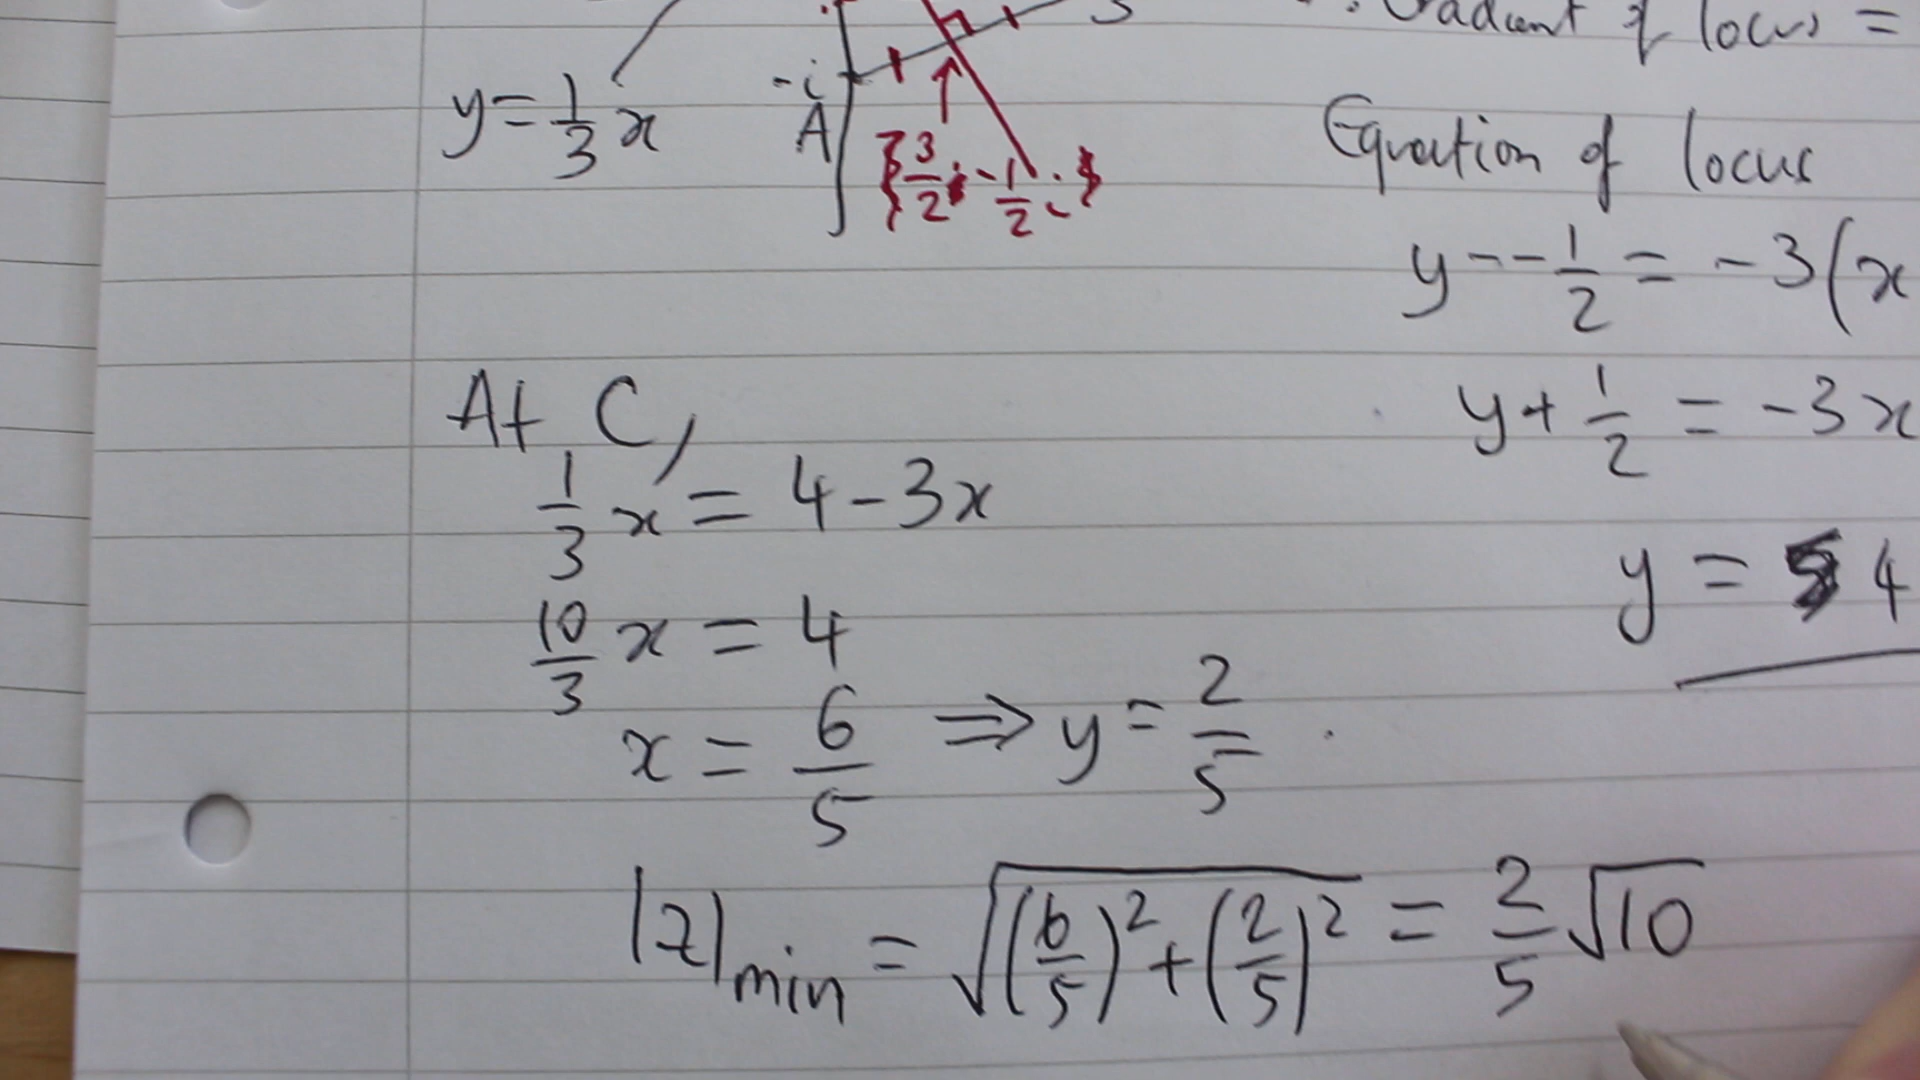 Gradient of locus =
-i
y = 1/3 x
A
3/2 - 1/2 i
Equation of locus
y - - 1/2 = -3(x
At C,
y + 1/2 = -3x
1/3 x = 4 - 3x
y = 4
10/3 x = 4
x = 6/5 ⇒ y = 2/5 .
|z|min = √((6/5)² + (2/5)²) = 2/5 √10